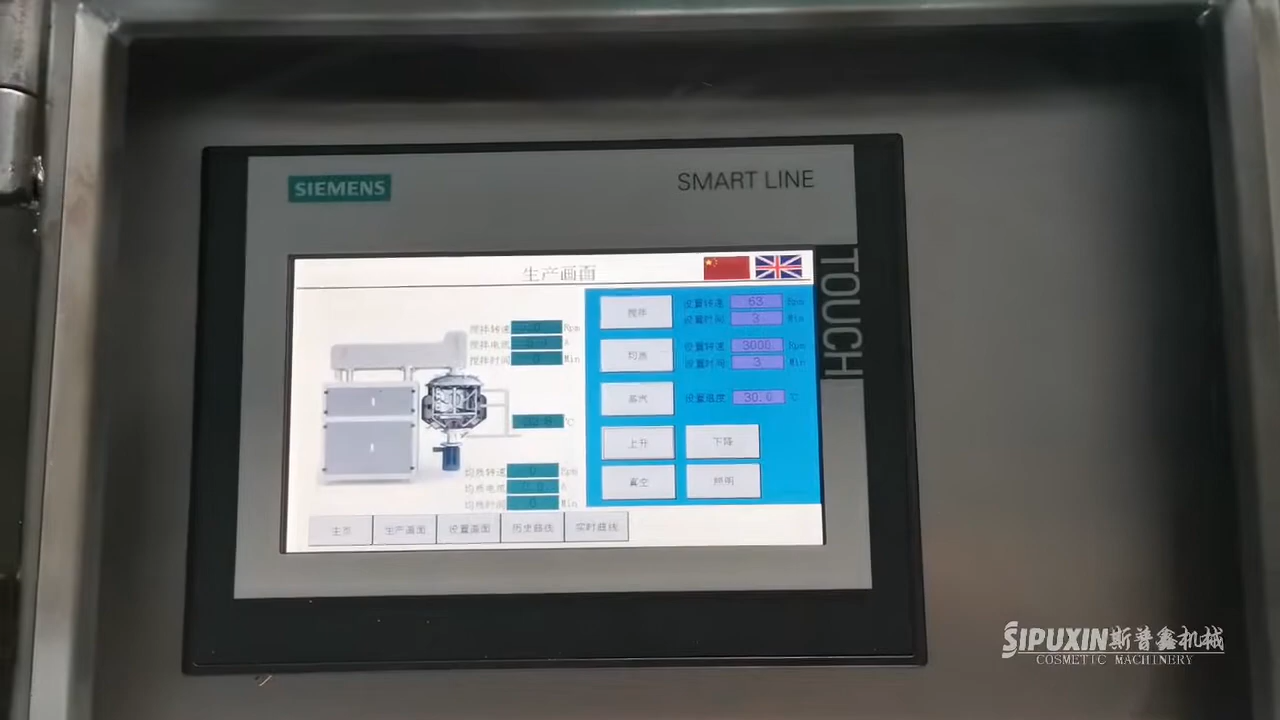 SIEMENS
SMART LINE
TOUCH
生产画面
搅拌转速 Rpm
搅拌电流 A
搅拌时间 0 Min
℃
均质转速 0 Rpm
均质电流 A
均质时间 0 Min
搅拌
设置转速 63 Rpm
设置时间 3 Min
均质
设置转速 3000 Rpm
设置时间 3 Min
蒸汽
设置温度 30.0 ℃
上升 下降
真空 照明
主页 生产画面 设置画面 历史曲线 实时曲线
SIPUXIN斯普鑫机械
COSMETIC MACHINERY